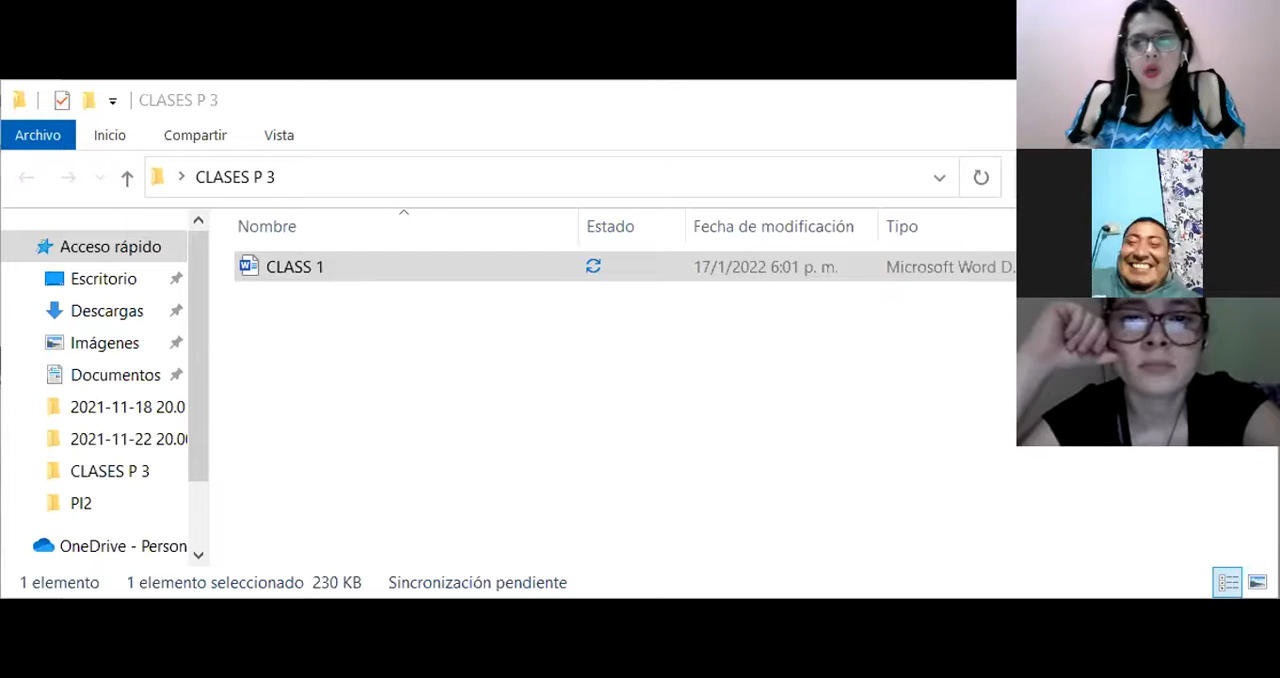 CLASES P 3
Archivo Inicio Compartir Vista
CLASES P 3
Nombre Estado Fecha de modificación Tipo
Acceso rápido
CLASS 1 17/1/2022 6:01 p. m. Microsoft Word D.
Escritorio
Descargas
Imágenes
Documentos
2021-11-18 20.0
2021-11-22 20.0
CLASES P 3
PI2
OneDrive - Person
1 elemento 1 elemento seleccionado 230 KB Sincronización pendiente